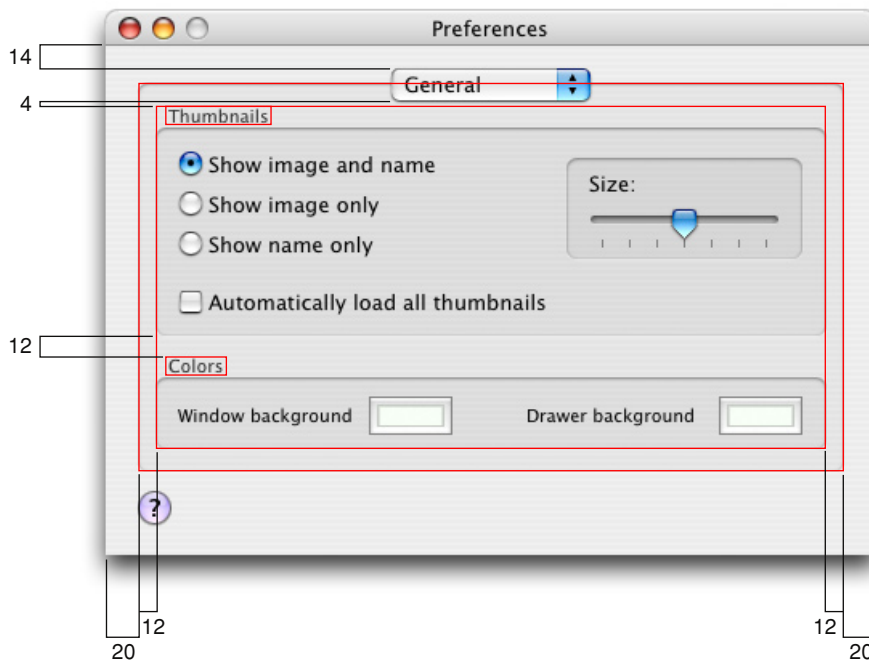 Preferences
14
General
4
Thumbnails
Show image and name
Size:
Show image only
Show name only
Automatically load all thumbnails
12
Colors
Window background
Drawer background
?
12
12
20
20